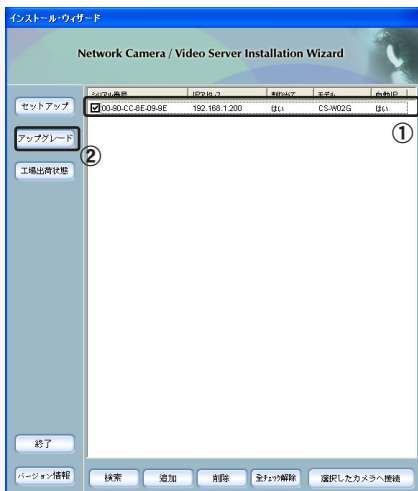 インストール・ウィザード
Network Camera / Video Server Installation Wizard
シリアル番号 IPアドレス 割り当て モデル 自動IP
00-90-CC-8E-09-9E 192.168.1.200 はい CS-W02G はい
①
セットアップ
アップグレード
②
工場出荷状態
終了
バージョン情報
検索 追加 削除 全チェック解除 選択したカメラへ接続